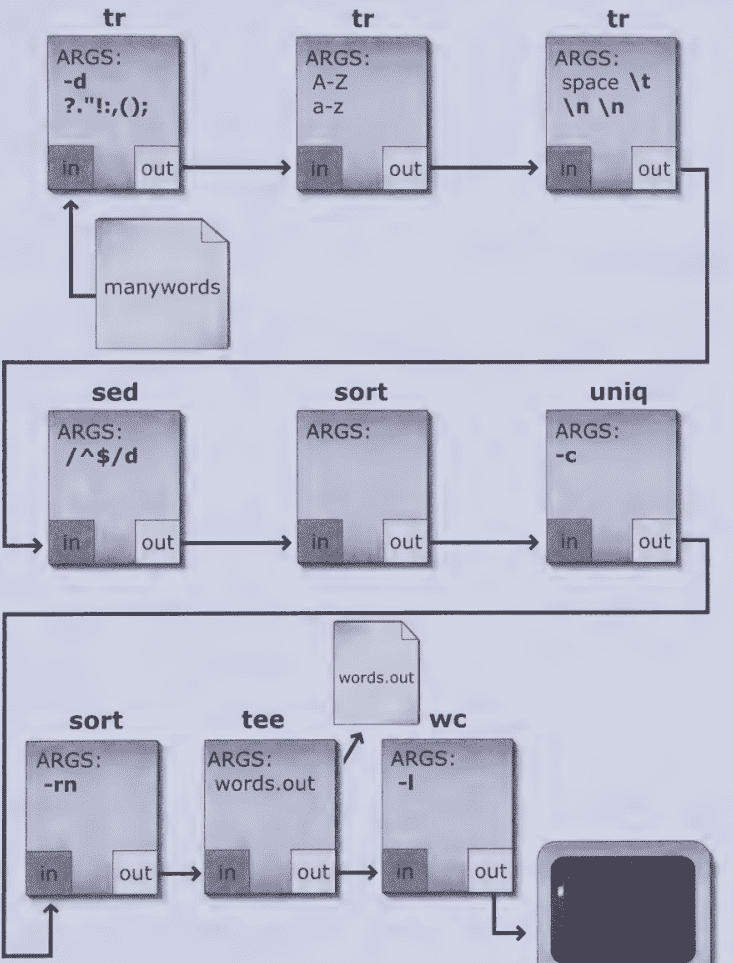 tr
ARGS:
-d
?."!:,();
in
out
tr
ARGS:
A-Z
a-z
in
out
tr
ARGS:
space \t
\n \n
in
out
manywords
sed
ARGS:
/^$/d
in
out
sort
ARGS:
in
out
uniq
ARGS:
-c
in
out
sort
ARGS:
-rn
in
out
tee
ARGS:
words.out
in
out
words.out
wc
ARGS:
-l
in
out